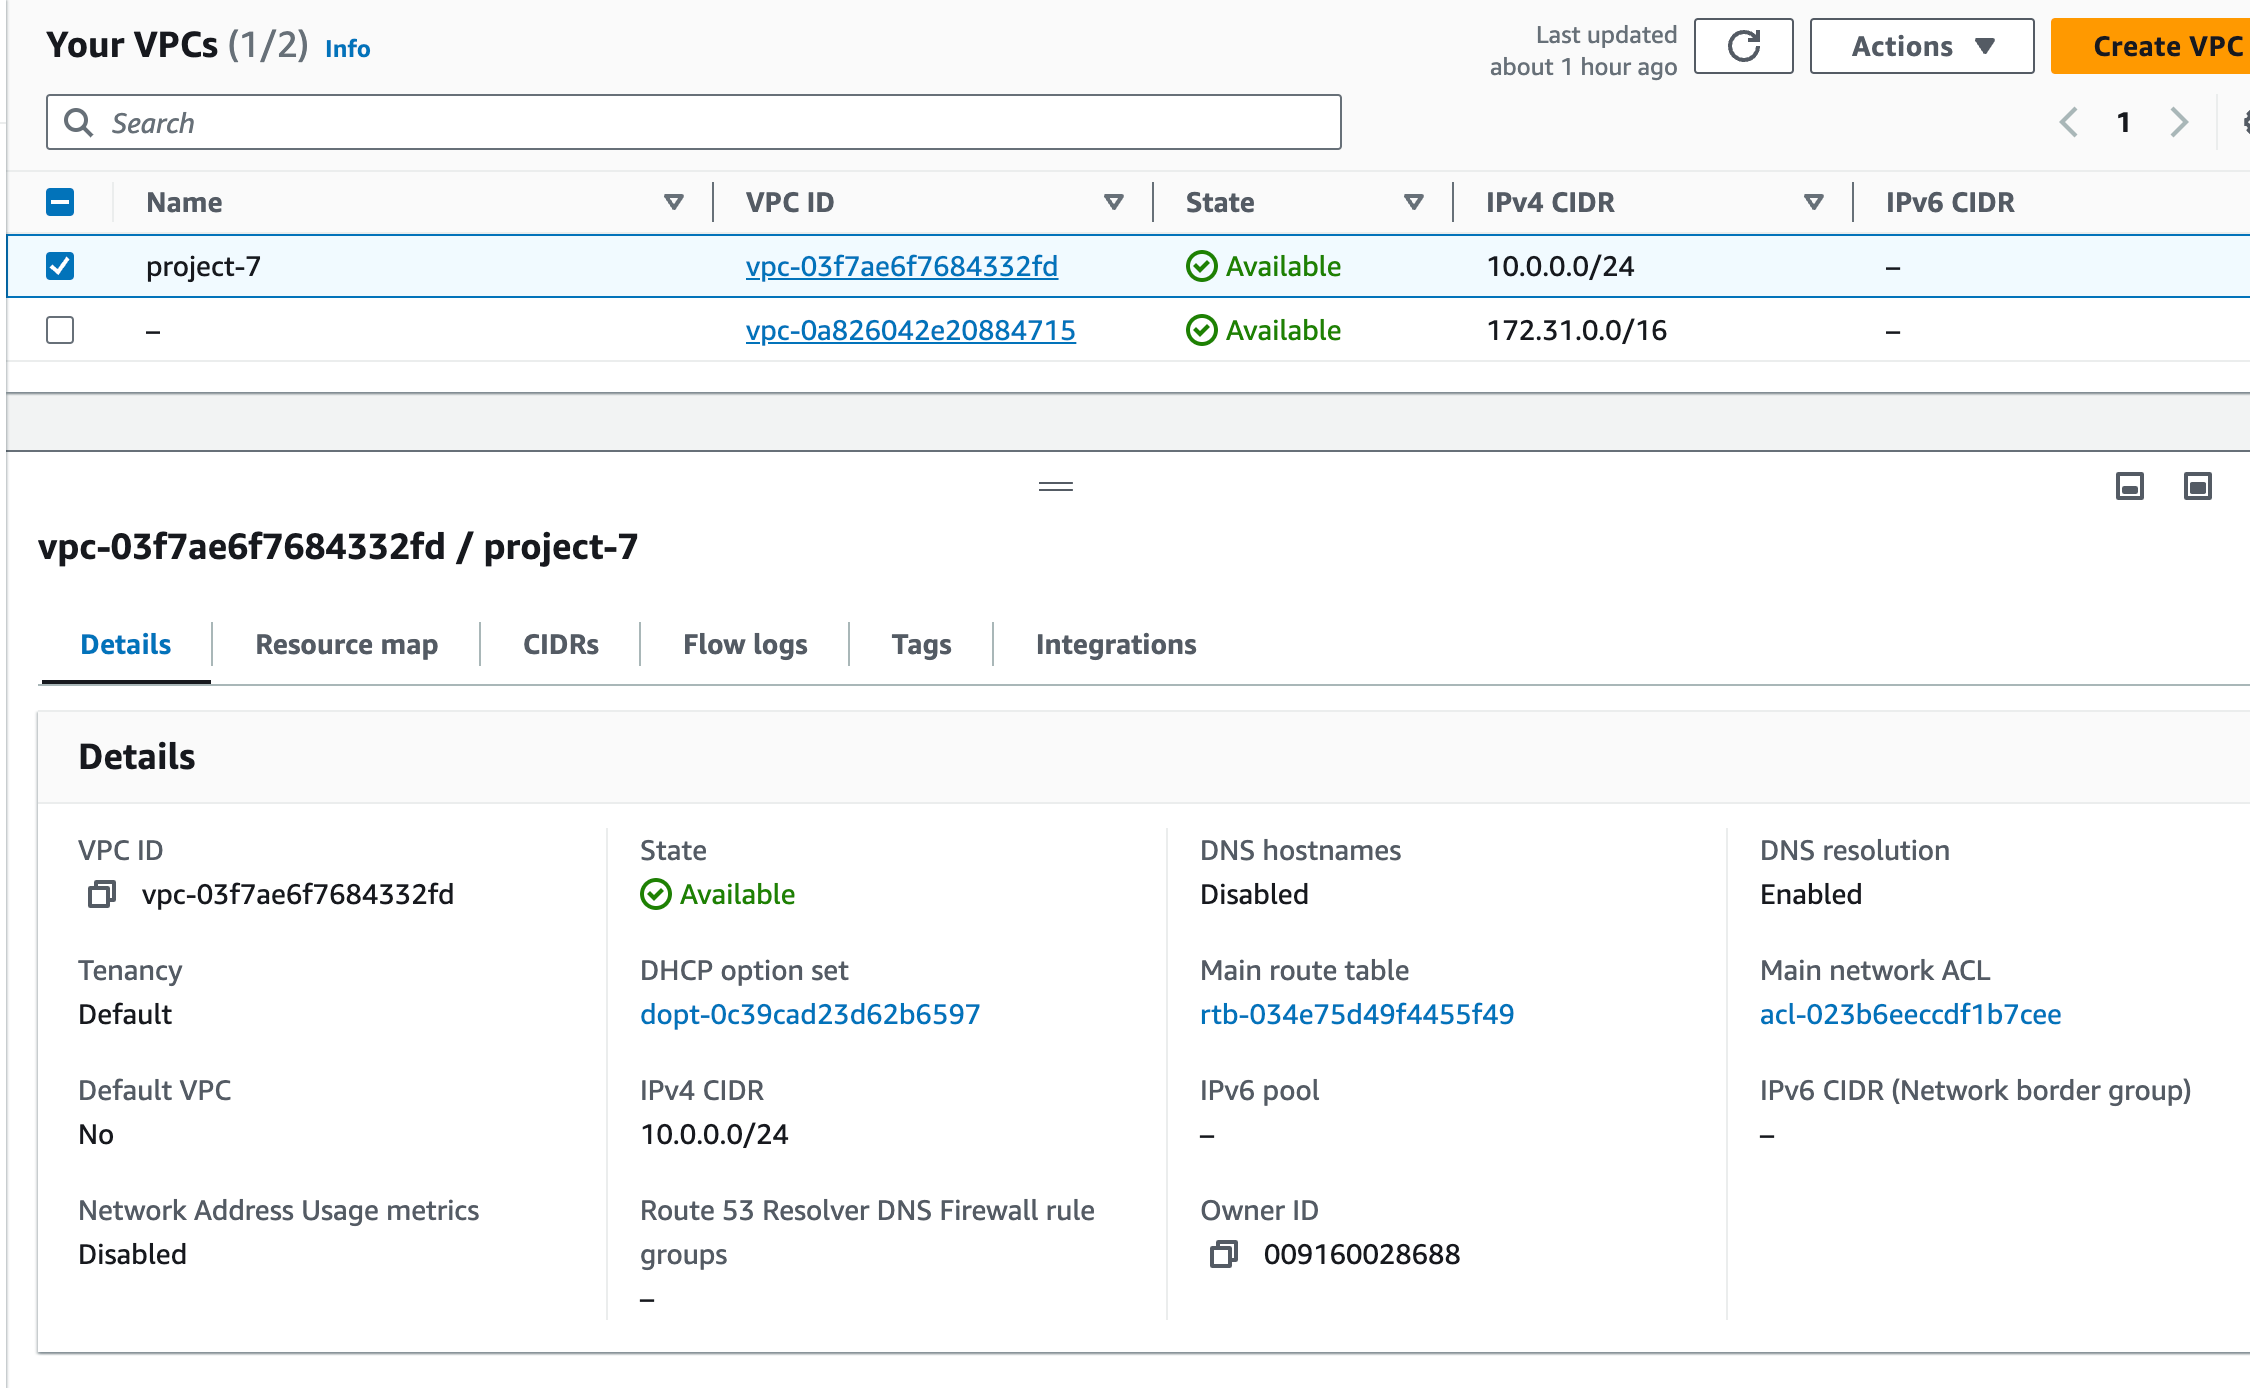 Your VPCs (1/2) Info
Last updated
about 1 hour ago
Actions
Create VPC
Search
1
Name VPC ID State IPv4 CIDR IPv6 CIDR
project-7 vpc-03f7ae6f7684332fd Available 10.0.0.0/24 –
– vpc-0a826042e20884715 Available 172.31.0.0/16 –
vpc-03f7ae6f7684332fd / project-7
Details Resource map CIDRs Flow logs Tags Integrations
Details
VPC ID
vpc-03f7ae6f7684332fd
State
Available
DNS hostnames
Disabled
DNS resolution
Enabled
Tenancy
Default
DHCP option set
dopt-0c39cad23d62b6597
Main route table
rtb-034e75d49f4455f49
Main network ACL
acl-023b6eeccdf1b7cee
Default VPC
No
IPv4 CIDR
10.0.0.0/24
IPv6 pool
–
IPv6 CIDR (Network border group)
–
Network Address Usage metrics
Disabled
Route 53 Resolver DNS Firewall rule
groups
–
Owner ID
009160028688